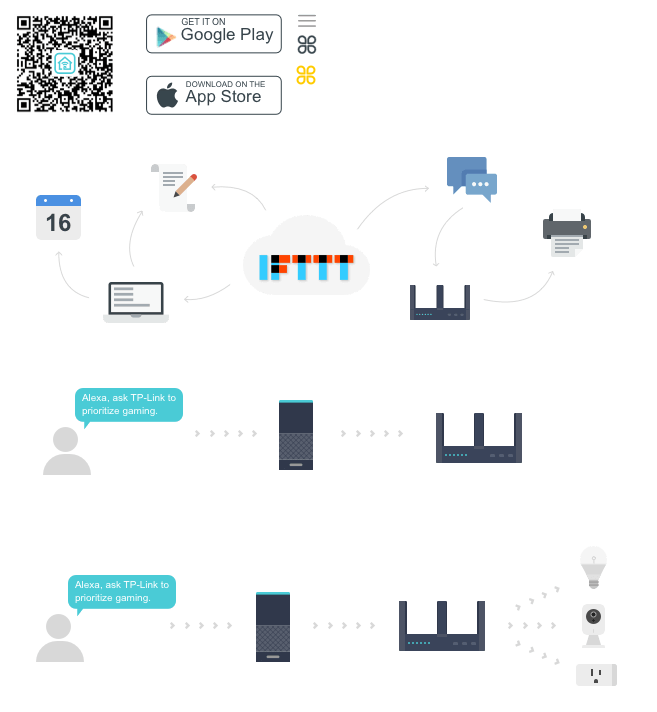 GET IT ON
Google Play
DOWNLOAD ON THE
App Store
16
IFTTT
Alexa, ask TP-Link to
prioritize gaming.
Alexa, ask TP-Link to
prioritize gaming.